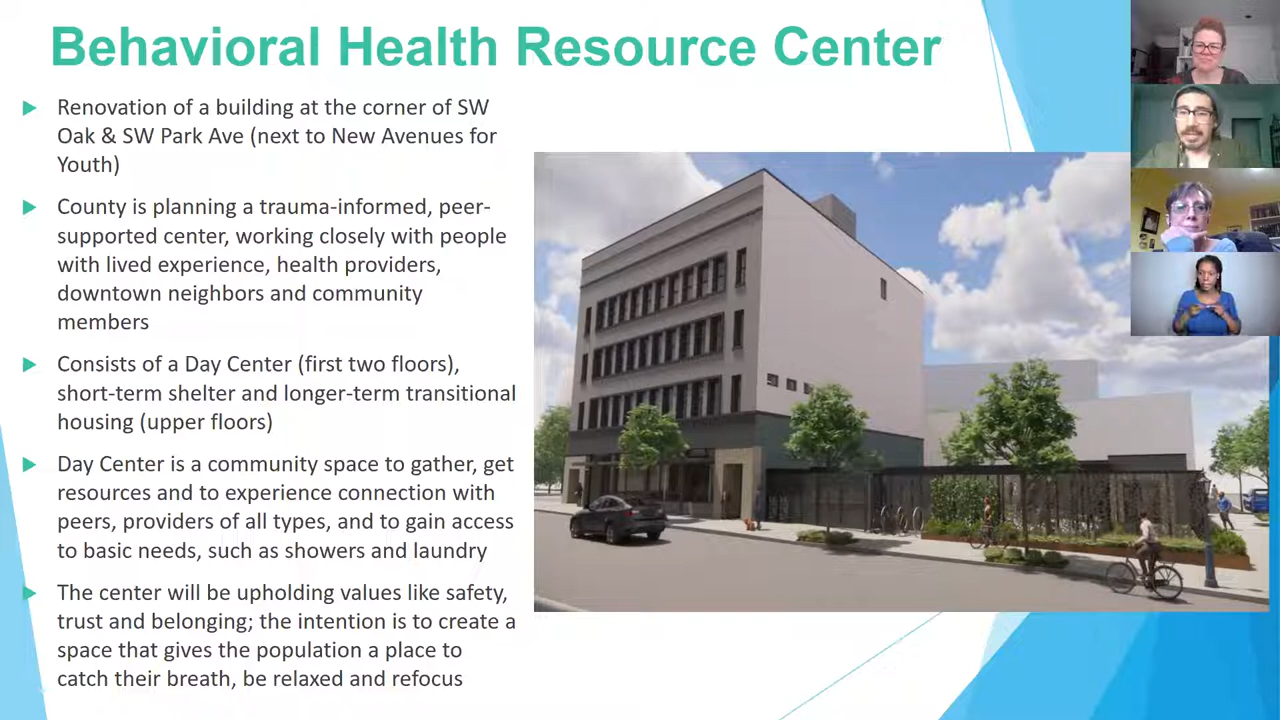 Behavioral Health Resource Center
Renovation of a building at the corner of SW
Oak & SW Park Ave (next to New Avenues for
Youth)
County is planning a trauma-informed, peer-
supported center, working closely with people
with lived experience, health providers,
downtown neighbors and community
members
Consists of a Day Center (first two floors),
short-term shelter and longer-term transitional
housing (upper floors)
Day Center is a community space to gather, get
resources and to experience connection with
peers, providers of all types, and to gain access
to basic needs, such as showers and laundry
The center will be upholding values like safety,
trust and belonging; the intention is to create a
space that gives the population a place to
catch their breath, be relaxed and refocus